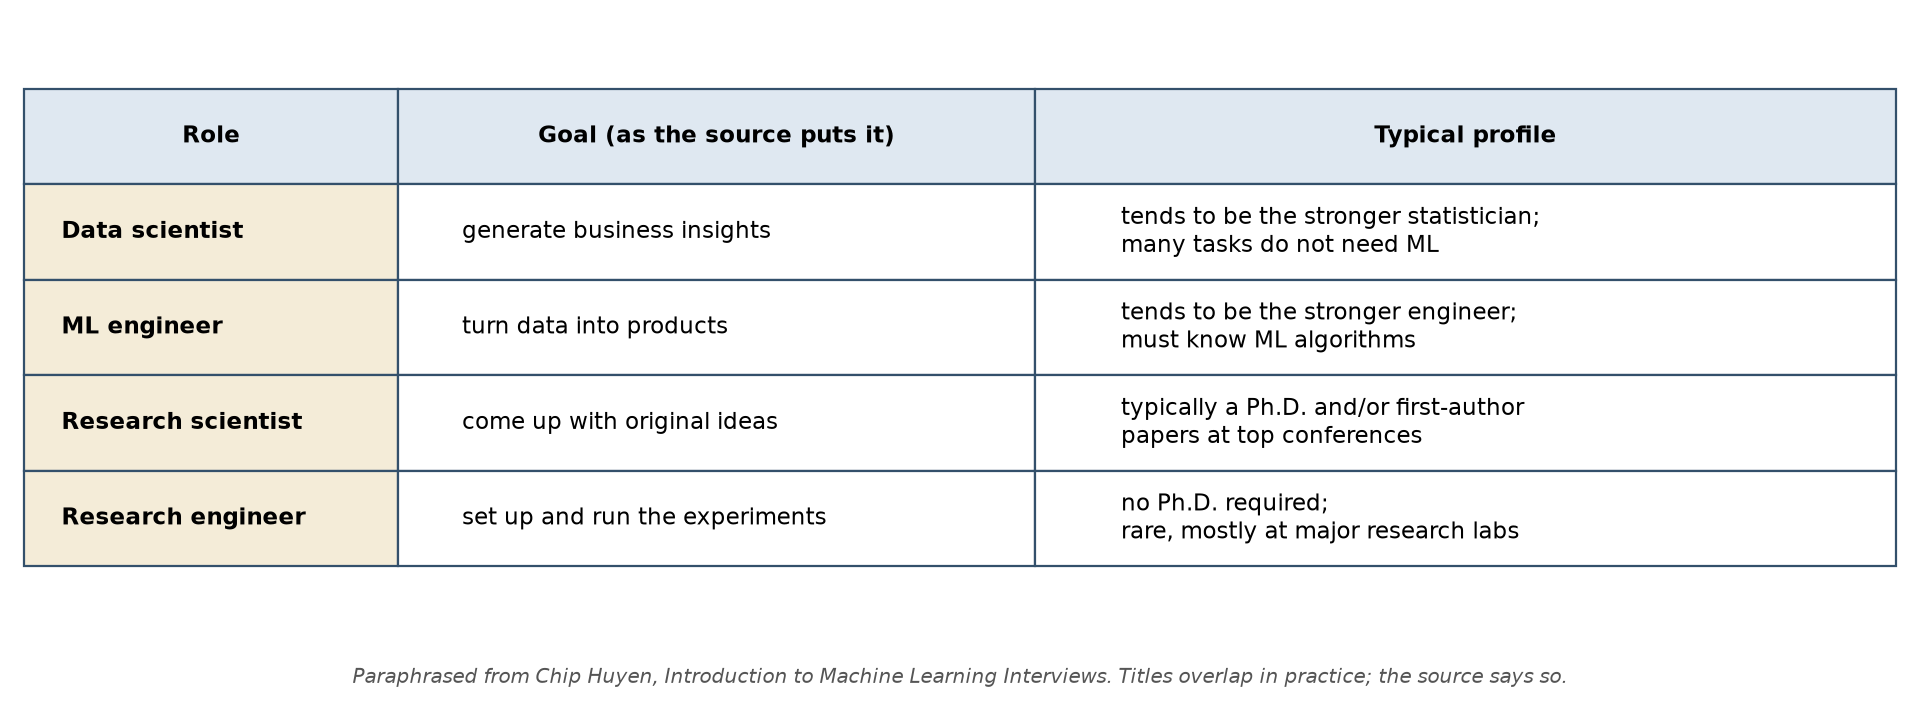 Role
Goal (as the source puts it)
Typical profile
Data scientist
generate business insights
tends to be the stronger statistician;
many tasks do not need ML
ML engineer
turn data into products
tends to be the stronger engineer;
must know ML algorithms
Research scientist
come up with original ideas
typically a Ph.D. and/or first-author
papers at top conferences
Research engineer
set up and run the experiments
no Ph.D. required;
rare, mostly at major research labs
Paraphrased from Chip Huyen, Introduction to Machine Learning Interviews. Titles overlap in practice; the source says so.